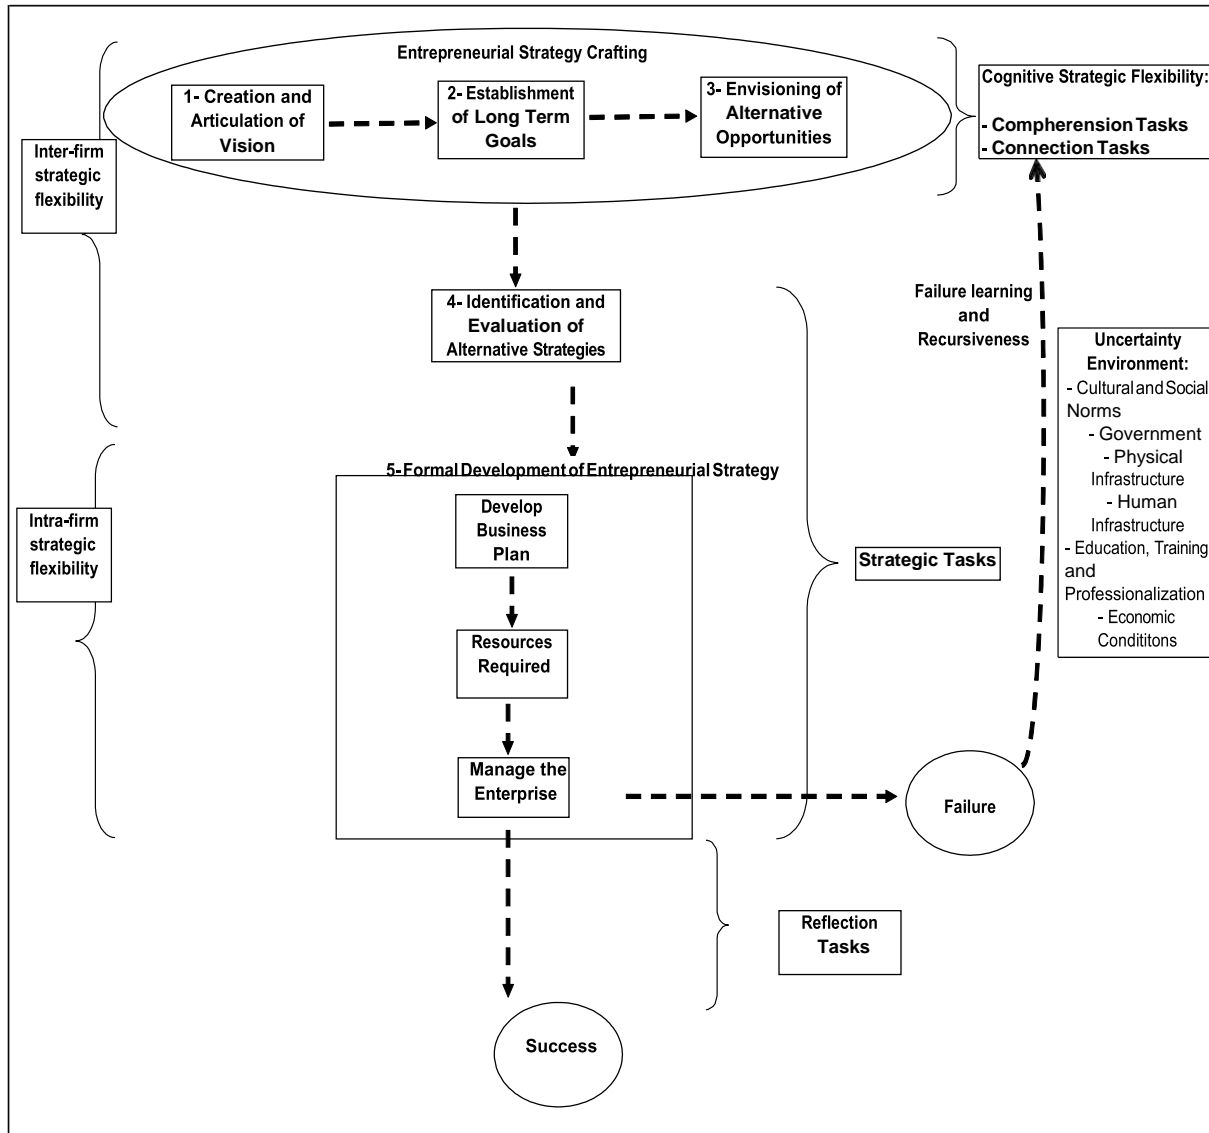 Entrepreneurial Strategy Crafting
1- Creation and
Articulation of
Vision
2- Establishment
of Long Term
Goals
3- Envisioning of
Alternative
Opportunities
Cognitive Strategic Flexibility:
- Compherension Tasks
- Connection Tasks
Inter-firm
strategic
flexibility
4- Identification and
Evaluation of
Alternative Strategies
Failure learning
and
Recursiveness
Uncertainty
Environment:
- Cultural and Social
Norms
- Government
- Physical
Infrastructure
- Human
Infrastructure
- Education, Training
and
Professionalization
- Economic
Condititons
5-Formal Development of Entrepreneurial Strategy
Develop
Business
Plan
Intra-firm
strategic
flexibility
Strategic Tasks
Resources
Required
Manage the
Enterprise
Failure
Reflection
Tasks
Success